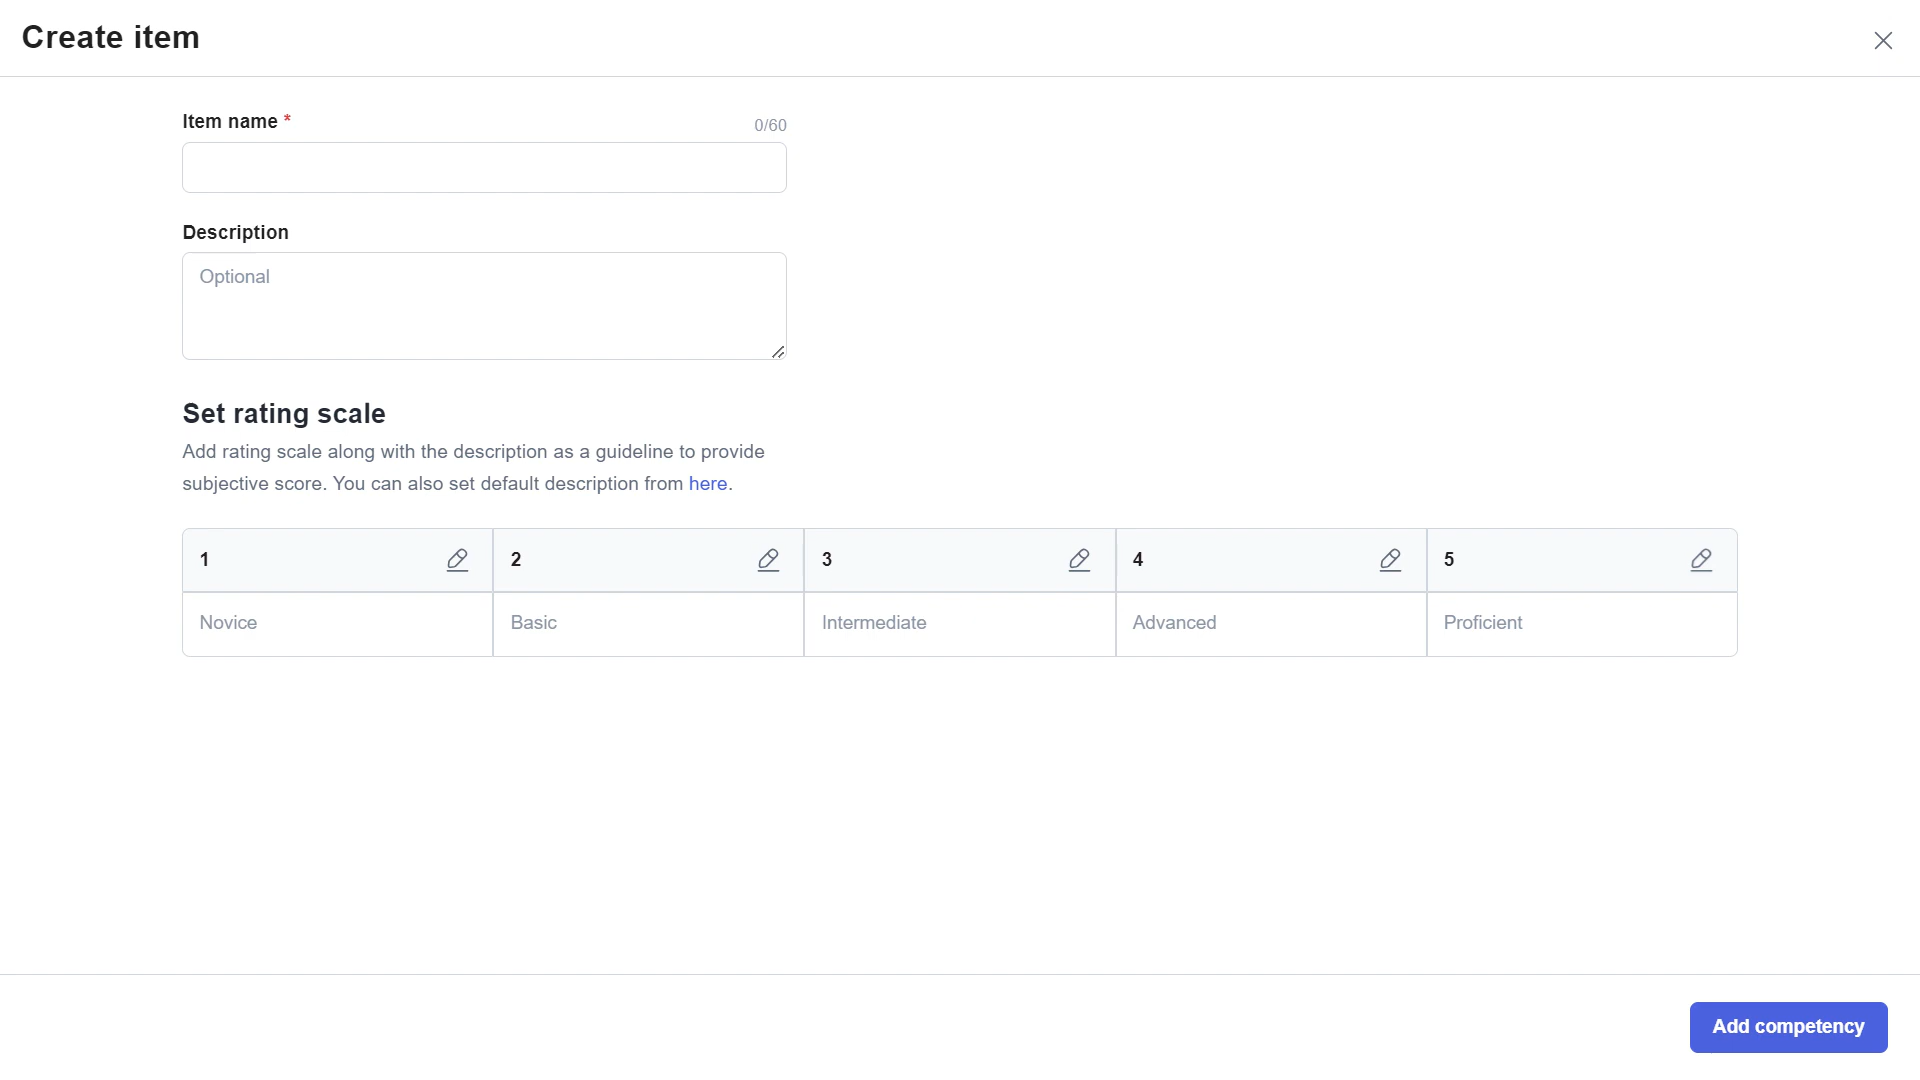 Create item
Item name *
0/60
Description
Optional
Set rating scale
Add rating scale along with the description as a guideline to provide
subjective score. You can also set default description from here.
1 2 3 4 5
Novice Basic Intermediate Advanced Proficient
Add competency